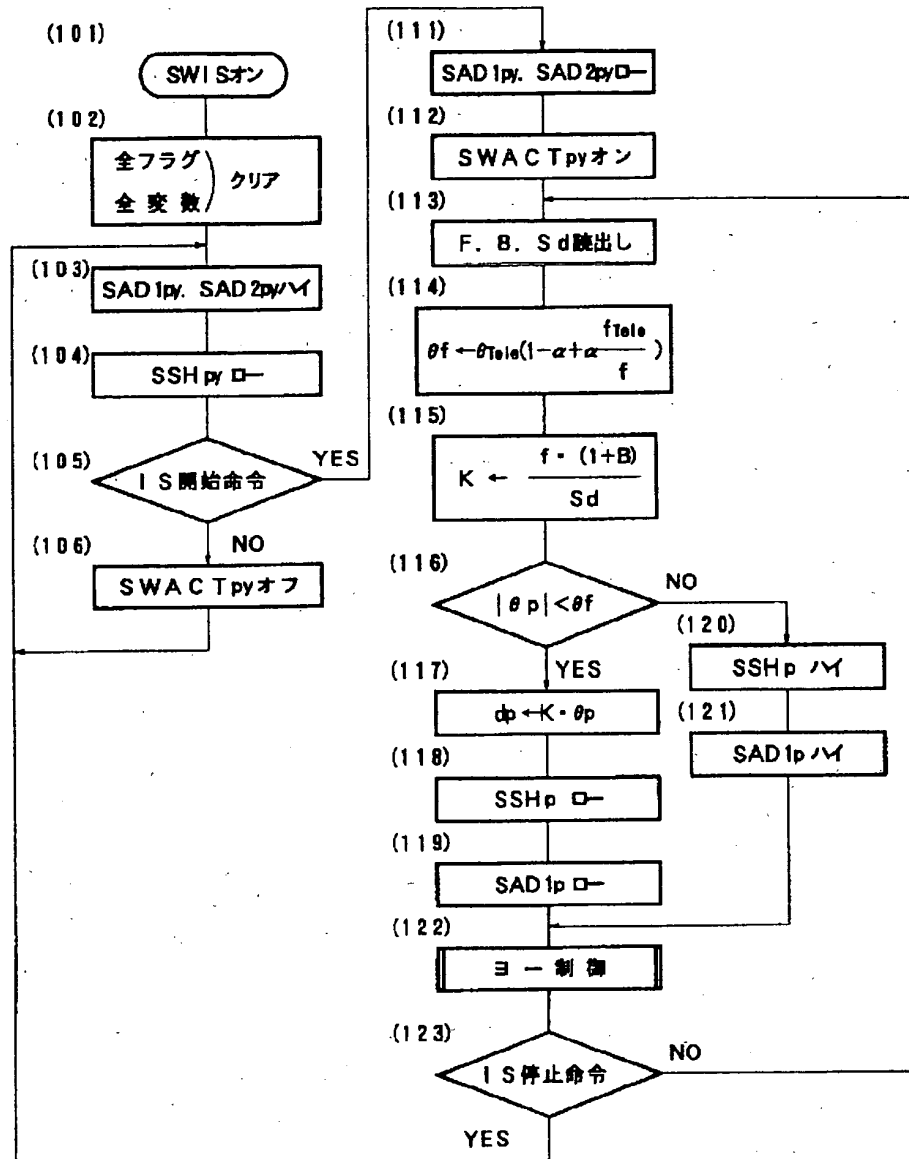 (101)
SWISオン
(102)
全フラグ
全変数
クリア
(103)
SAD1py. SAD2pyハイ
(104)
SSHpy ロー
(105)
IS開始命令
YES
NO
(106)
SWACTpyオフ
(111)
SAD1py. SAD2pyロー
(112)
SWACTpyオン
(113)
F. B. Sd読出し
(114)
θf←θTele(1-α+α fTele/f)
(115)
K ← f・(1+B)/Sd
(116)
|θp|<θf
NO
YES
(117)
dp←K・θp
(118)
SSHp ロー
(119)
SAD1p ロー
(120)
SSHp ハイ
(121)
SAD1p ハイ
(122)
ヨー制御
(123)
IS停止命令
NO
YES